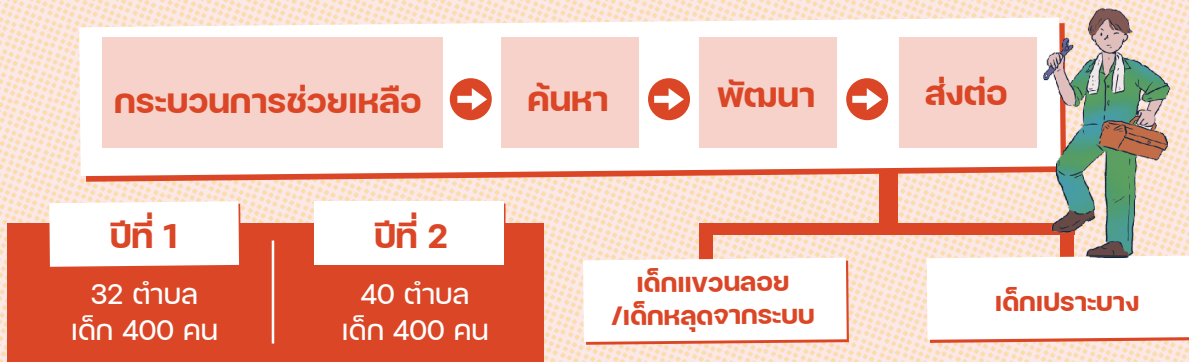 กระบวนการช่วยเหลือ
ค้นหา
พัฒนา
ส่งต่อ
ปีที่ 1
32 ตำบล
เด็ก 400 คน
ปีที่ 2
40 ตำบล
เด็ก 400 คน
เด็กแขวนลอย
/เด็กหลุดจากระบบ
เด็กเปราะบาง